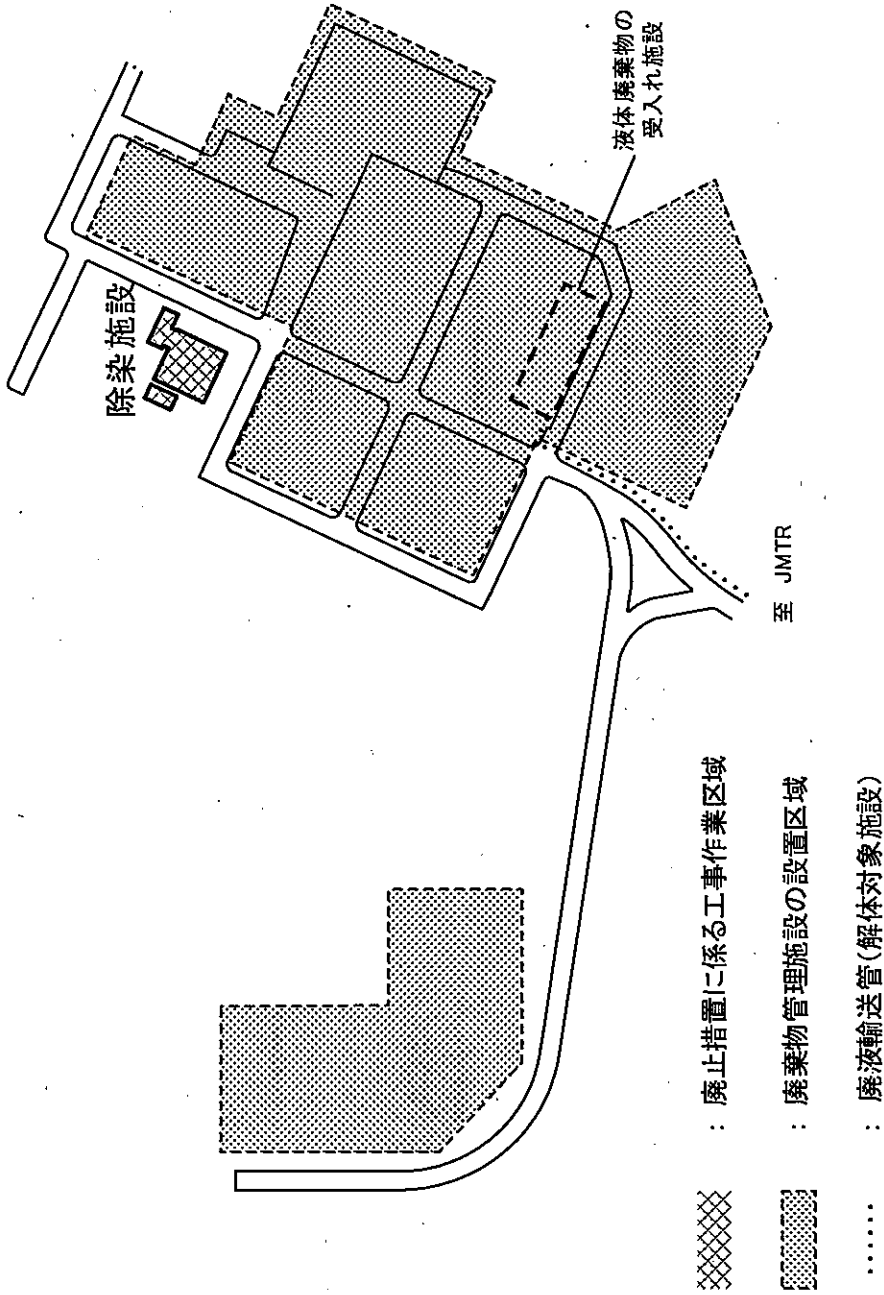 除染施設
液体廃棄物の
受入れ施設
至 JMTR
：廃止措置に係る工事作業区域
：廃棄物管理施設の設置区域
：廃液輸送管(解体対象施設)